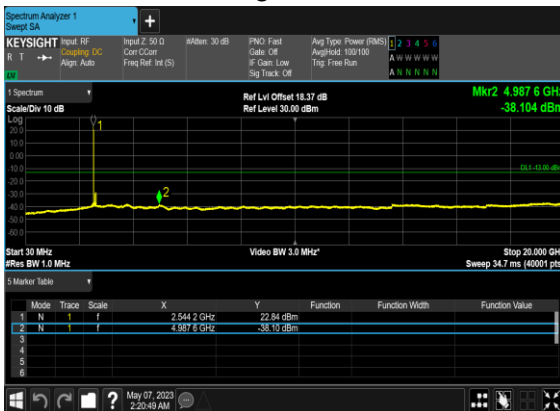 Spectrum Analyzer 1
Swept SA
KEYSIGHT Input: RF Input Z: 50 Ω #Atten: 30 dB PNO: Fast Avg Type: Power (RMS) 1 2 3 4 5 6
R T Coupling: DC Corr CCorr Gate: Off Avg|Hold: 100/100 A W W W W W
Align: Auto Freq Ref: Int (S) IF Gain: Low Trig: Free Run
LV Sig Track: Off A N N N N N
1 Spectrum
Scale/Div 10 dB Ref Lvl Offset 18.37 dB Mkr2 4.987 6 GHz
Ref Level 30.00 dBm -38.104 dBm
Log
20.0 1
10.0
0.00
-10.0 DL1 -13.00 dBm
-20.0
-30.0 2
-40.0
-50.0
-60.0
Start 30 MHz Video BW 3.0 MHz* Stop 20.000 GH
#Res BW 1.0 MHz Sweep 34.7 ms (40001 pts
5 Marker Table
Mode Trace Scale X Y Function Function Width Function Value
1 N 1 f 2.544 2 GHz 22.84 dBm
2 N 1 f 4.987 6 GHz -38.10 dBm
3
4
5
6
? May 07, 2023
2:20:49 AM